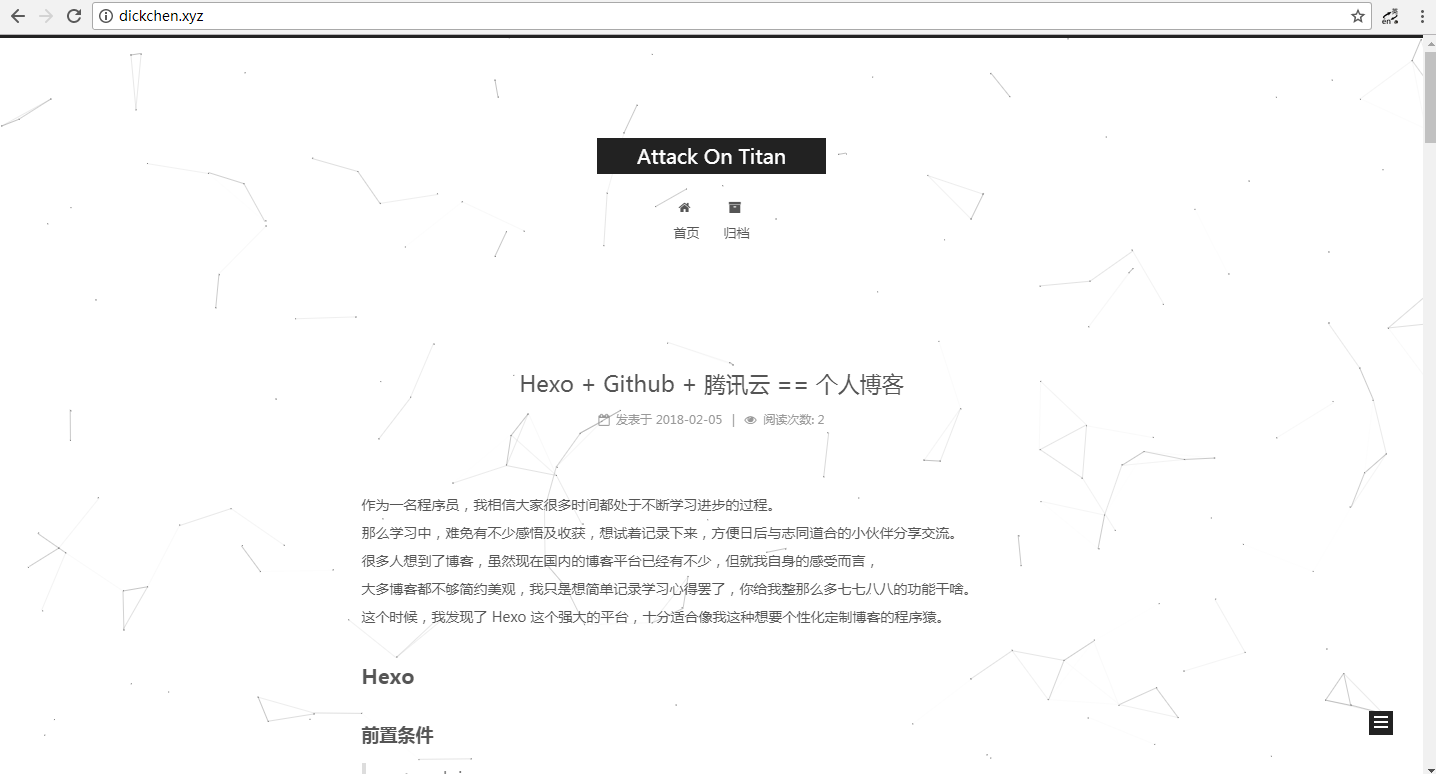 dickchen.xyz
Attack On Titan
首页 归档
Hexo + Github + 腾讯云 == 个人博客
发表于 2018-02-05 | 阅读次数: 2
作为一名程序员，我相信大家很多时间都处于不断学习进步的过程。
那么学习中，难免有不少感悟及收获，想试着记录下来，方便日后与志同道合的小伙伴分享交流。
很多人想到了博客，虽然现在国内的博客平台已经有不少，但就我自身的感受而言，
大多博客都不够简约美观，我只是想简单记录学习心得罢了，你给我整那么多七七八八的功能干啥。
这个时候，我发现了 Hexo 这个强大的平台，十分适合像我这种想要个性化定制博客的程序猿。
Hexo
前置条件